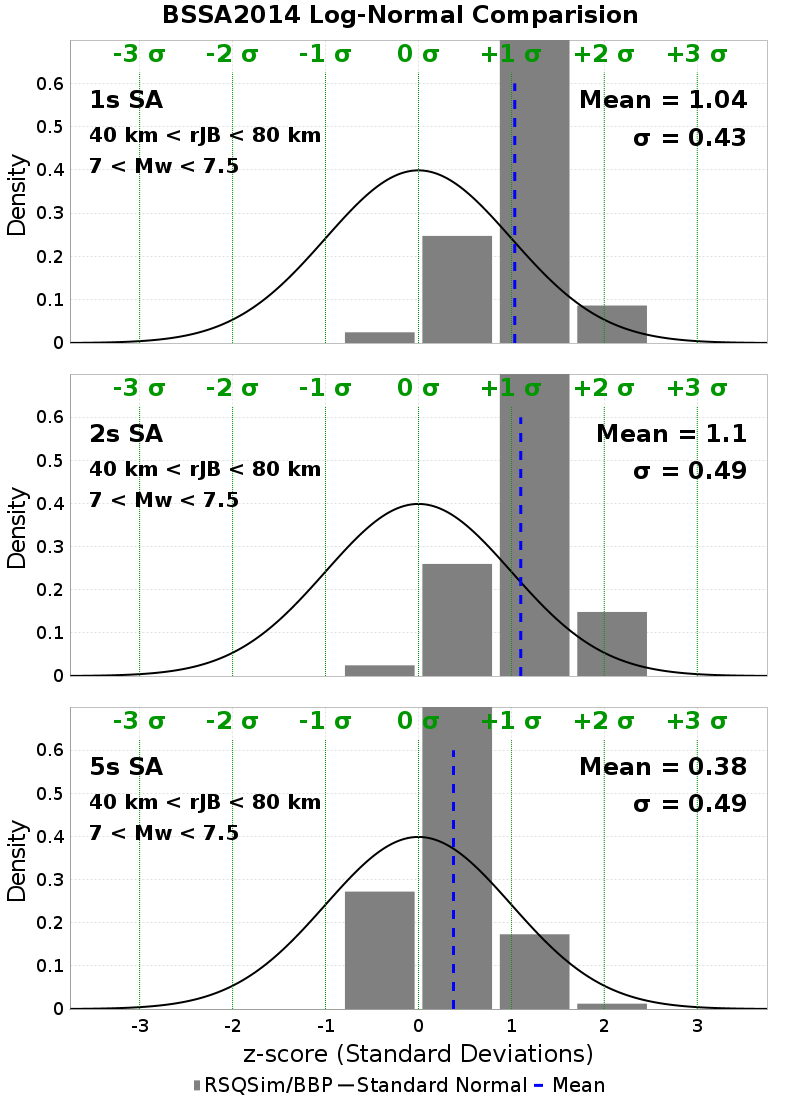 BSSA2014 Log-Normal Comparision
-3 σ -2 σ -1 σ 0 σ +1 σ +2 σ +3 σ
1s SA
40 km < rJB < 80 km
7 < Mw < 7.5
Mean = 1.04
σ = 0.43
Density
0.6
0.5
0.4
0.3
0.2
0.1
0
-3 σ -2 σ -1 σ 0 σ +1 σ +2 σ +3 σ
2s SA
40 km < rJB < 80 km
7 < Mw < 7.5
Mean = 1.1
σ = 0.49
Density
0.6
0.5
0.4
0.3
0.2
0.1
0
-3 σ -2 σ -1 σ 0 σ +1 σ +2 σ +3 σ
5s SA
40 km < rJB < 80 km
7 < Mw < 7.5
Mean = 0.38
σ = 0.49
Density
0.6
0.5
0.4
0.3
0.2
0.1
0
-3 -2 -1 0 1 2 3
z-score (Standard Deviations)
RSQSim/BBP Standard Normal Mean